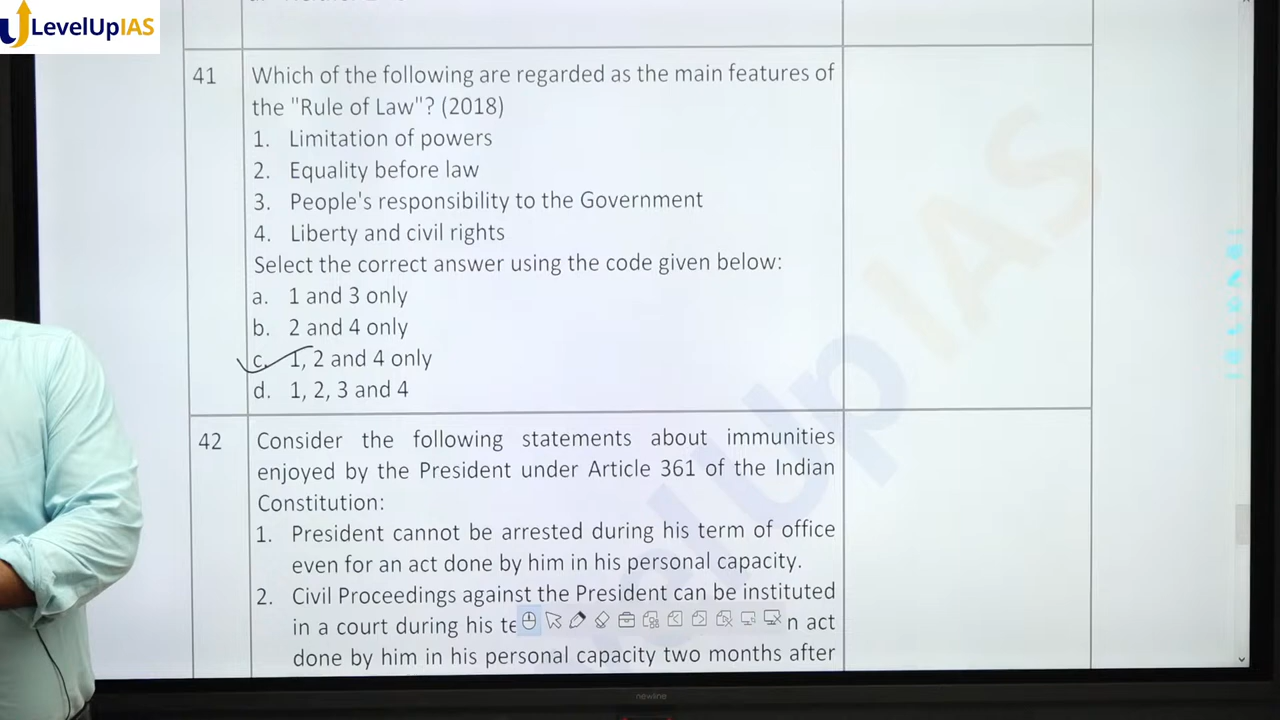 LevelUpIAS
41
Which of the following are regarded as the main features of
the "Rule of Law"? (2018)
1. Limitation of powers
2. Equality before law
3. People's responsibility to the Government
4. Liberty and civil rights
Select the correct answer using the code given below:
a. 1 and 3 only
b. 2 and 4 only
c. 1, 2 and 4 only
d. 1, 2, 3 and 4
42
Consider the following statements about immunities
enjoyed by the President under Article 361 of the Indian
Constitution:
1. President cannot be arrested during his term of office
even for an act done by him in his personal capacity.
2. Civil Proceedings against the President can be instituted
in a court during his n act
done by him in his personal capacity two months after
newline